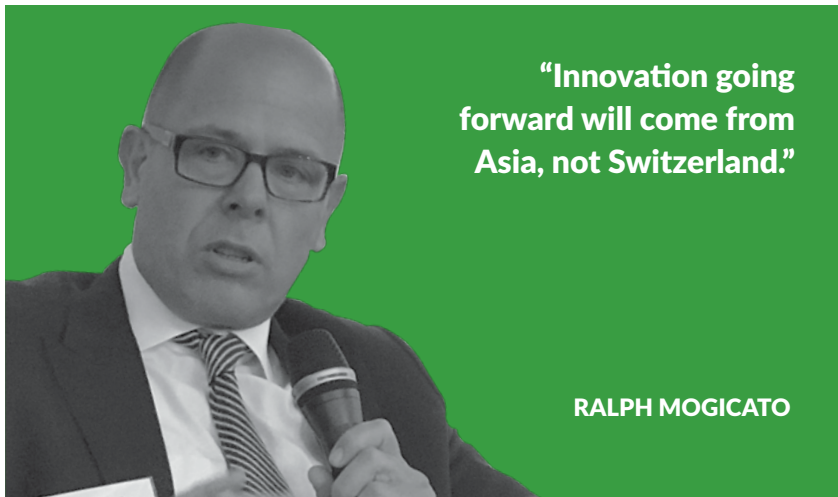 “Innovation going
forward will come from
Asia, not Switzerland.”
RALPH MOGICATO